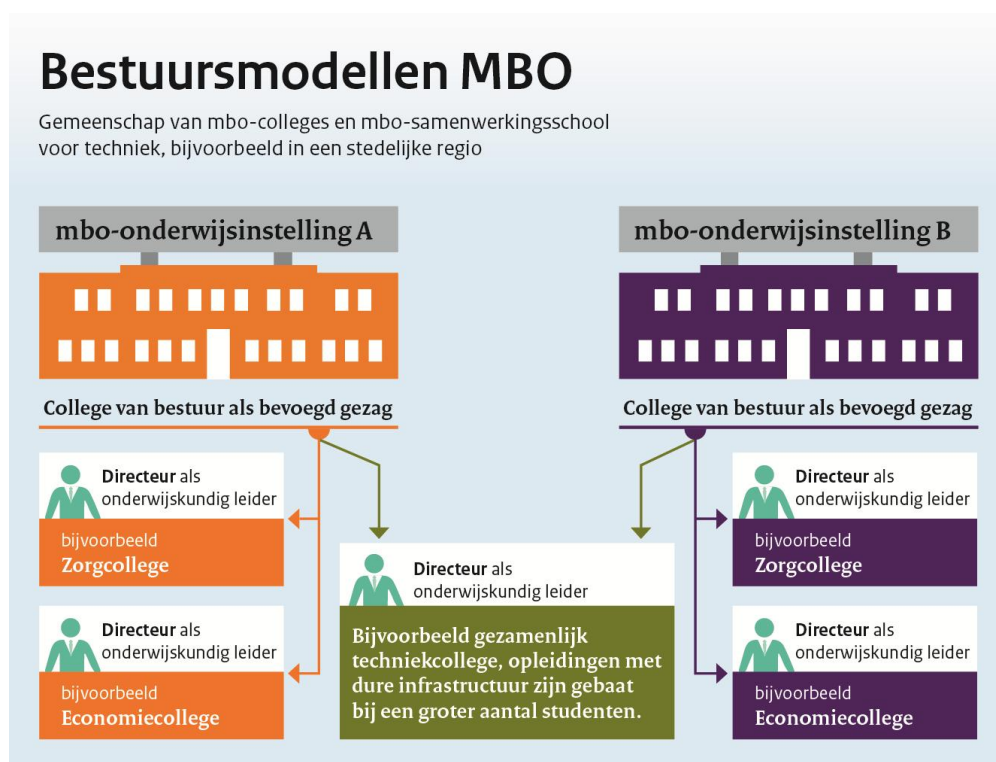 Bestuursmodellen MBO
Gemeenschap van mbo-colleges en mbo-samenwerkingsschool
voor techniek, bijvoorbeeld in een stedelijke regio
mbo-onderwijsinstelling A
College van bestuur als bevoegd gezag
Directeur als
onderwijskundig leider
bijvoorbeeld
Zorgcollege
Directeur als
onderwijskundig leider
bijvoorbeeld
Economiecollege
Directeur als
onderwijskundig leider
Bijvoorbeeld gezamenlijk
techniekcollege, opleidingen met
dure infrastructuur zijn gebaat
bij een groter aantal studenten.
mbo-onderwijsinstelling B
College van bestuur als bevoegd gezag
Directeur als
onderwijskundig leider
bijvoorbeeld
Zorgcollege
Directeur als
onderwijskundig leider
bijvoorbeeld
Economiecollege